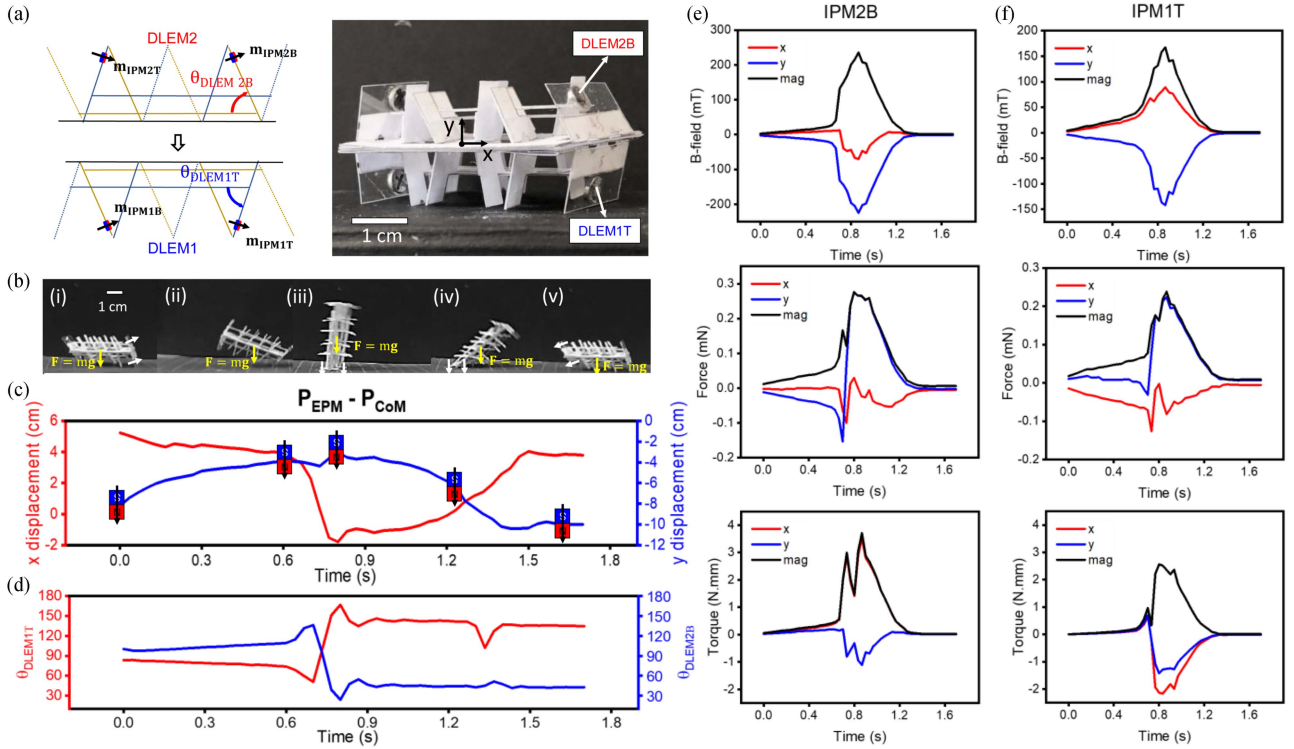 (a)
DLEM2
m_IPM2T
m_IPM2B
θ_DLEM 2B
θ_DLEM1T
m_IPM1B
m_IPM1T
DLEM1
DLEM2B
y
x
DLEM1T
1 cm
(b)
(i)
(ii)
(iii)
(iv)
(v)
1 cm
F = mg
F = mg
F = mg
F = mg
F = mg
(c)
P_EPM - P_CoM
x displacement (cm)
6
4
2
0
-2
0
-2
-4
-6
-8
-10
-12
y displacement (cm)
S
S
S
S
S
0.0
0.3
0.6
0.9
1.2
1.5
1.8
Time (s)
(d)
θ_DLEM1T
180
150
120
90
60
30
180
150
120
90
60
30
θ_DLEM2B
0.0
0.3
0.6
0.9
1.2
1.5
1.8
Time (s)
(e)
IPM2B
x
y
mag
B-field (mT)
300
200
100
0
-100
-200
0.0
0.4
0.8
1.2
1.6
Time (s)
x
y
mag
Force (mN)
0.3
0.2
0.1
0.0
-0.1
-0.2
0.0
0.4
0.8
1.2
1.6
Time (s)
x
y
mag
Torque (N.mm)
4
3
2
1
0
-1
-2
0.0
0.4
0.8
1.2
1.6
Time (s)
(f)
IPM1T
x
y
mag
B-field (mT)
200
150
100
50
0
-50
-100
-150
0.0
0.4
0.8
1.2
1.6
Time (s)
x
y
mag
Force (mN)
0.3
0.2
0.1
0.0
-0.1
-0.2
0.0
0.4
0.8
1.2
1.6
Time (s)
x
y
mag
Torque (N.mm)
4
3
2
1
0
-1
-2
0.0
0.4
0.8
1.2
1.6
Time (s)